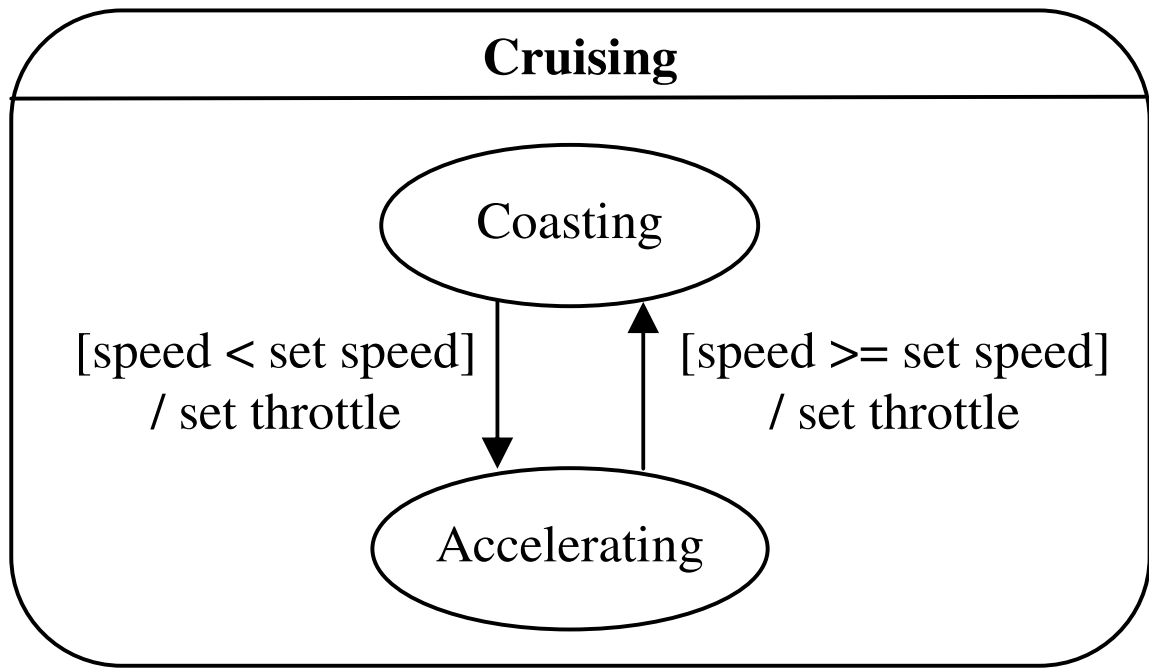 Cruising
Coasting
[speed < set speed]
/ set throttle
[speed >= set speed]
/ set throttle
Accelerating